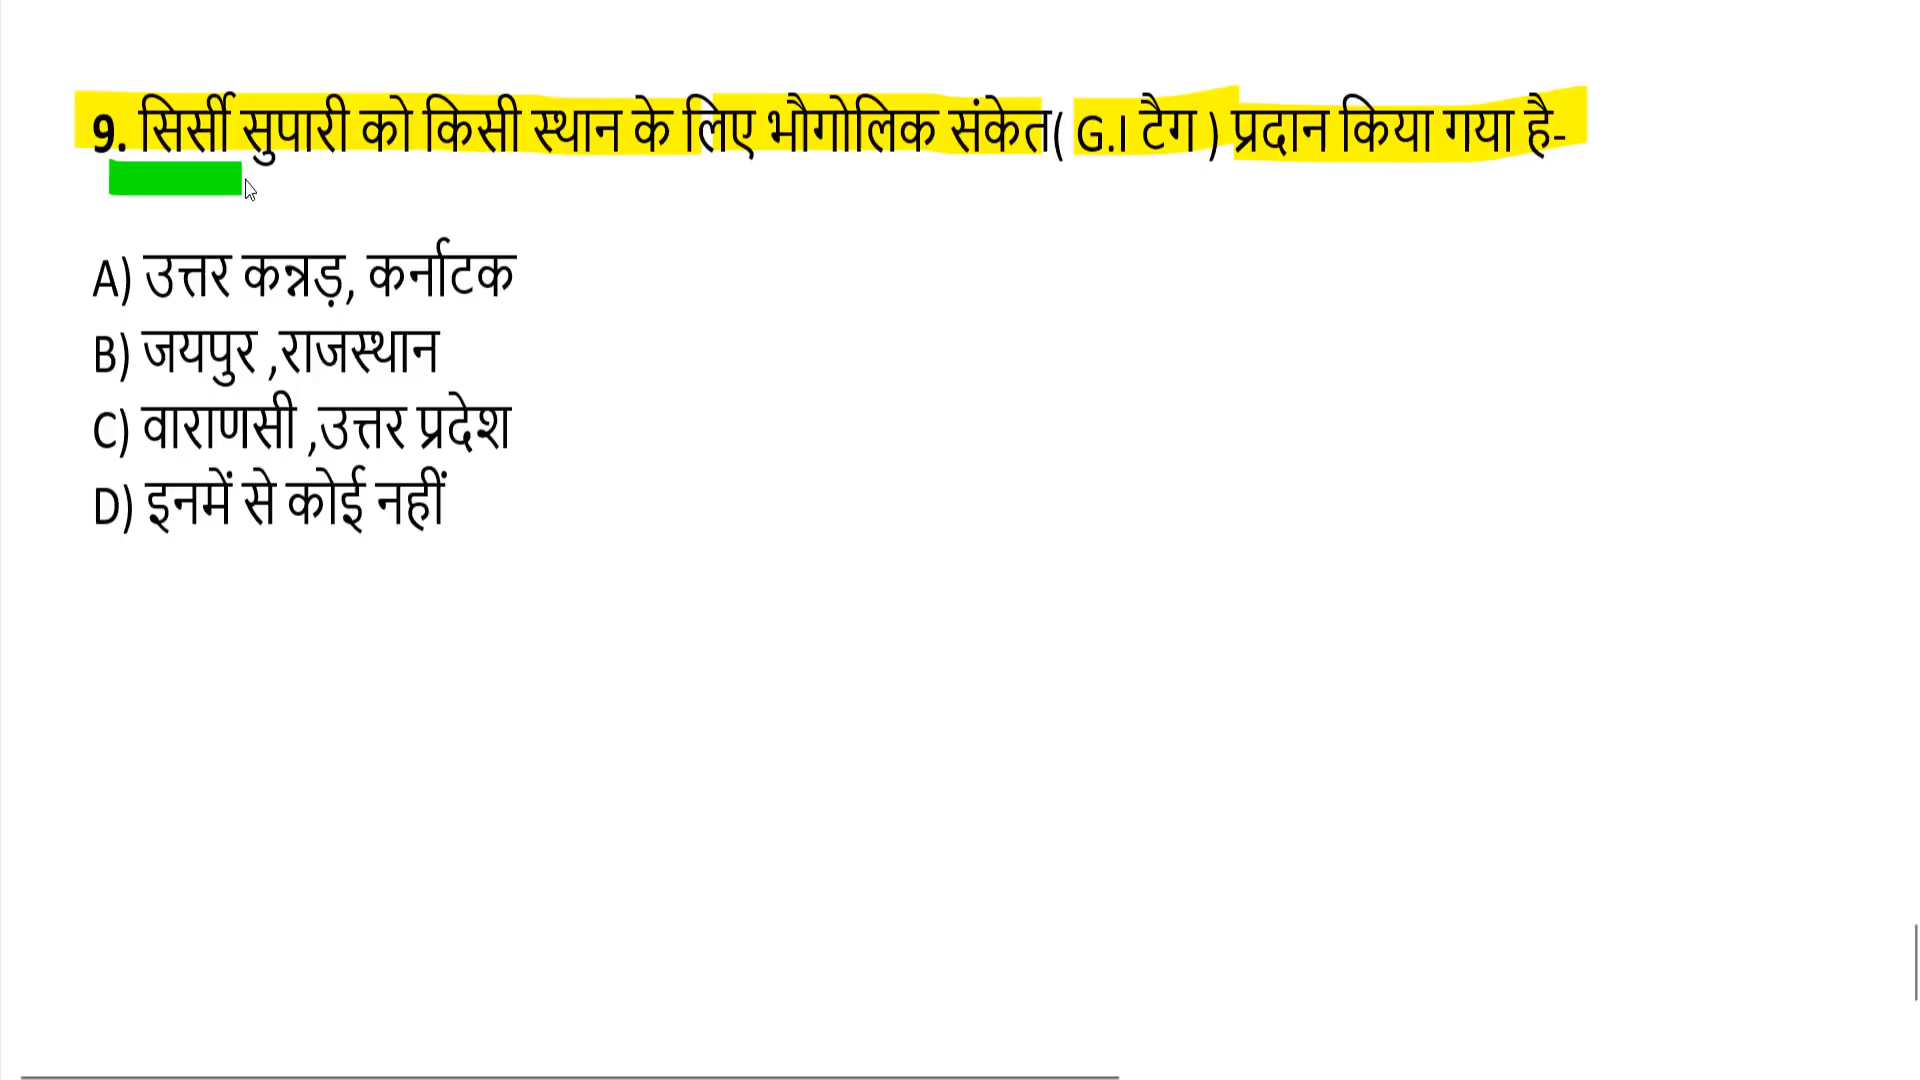 9. सिर्सी सुपारी को किसी स्थान के लिए भौगोलिक संकेत( G.I टैग ) प्रदान किया गया है-
A) उत्तर कन्नड़, कर्नाटक
B) जयपुर ,राजस्थान
C) वाराणसी ,उत्तर प्रदेश
D) इनमें से कोई नहीं